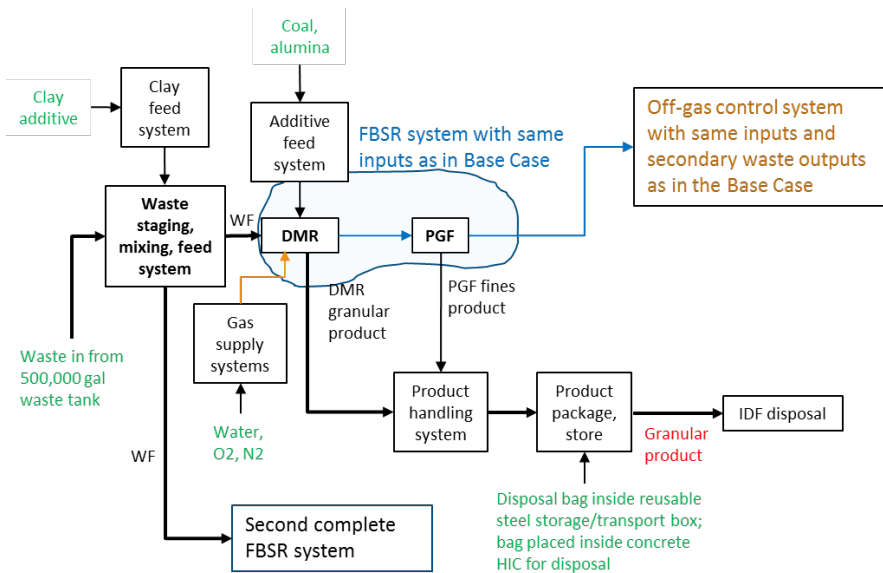 Coal,
alumina
Clay
additive
Clay
feed
system
Additive
feed
system
FBSR system with same
inputs as in Base Case
Off-gas control system
with same inputs and
secondary waste outputs
as in the Base Case
Waste
staging,
mixing, feed
system
WF
DMR
PGF
DMR
granular
product
PGF fines
product
Gas
supply
systems
Waste in from
500,000 gal
waste tank
Water,
O2, N2
Product
handling
system
Product
package,
store
IDF disposal
Granular
product
WF
Disposal bag inside reusable
steel storage/transport box;
bag placed inside concrete
HIC for disposal
Second complete
FBSR system